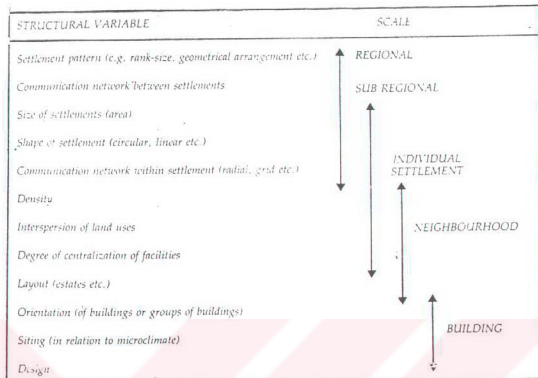 STRUCTURAL VARIABLE SCALE
Settlement pattern (e.g. rank-size, geometrical arrangement etc.) REGIONAL
Communication network between settlements
SUB REGIONAL
Size of settlements (area)
Shape of settlement (circular, linear etc.)
INDIVIDUAL
SETTLEMENT
Communication network within settlement (radial, grid etc.)
Density
Interspersion of land uses NEIGHBOURHOOD
Degree of centralization of facilities
Layout (estates etc.)
Orientation (of buildings or groups of buildings)
BUILDING
Siting (in relation to microclimate)
Design